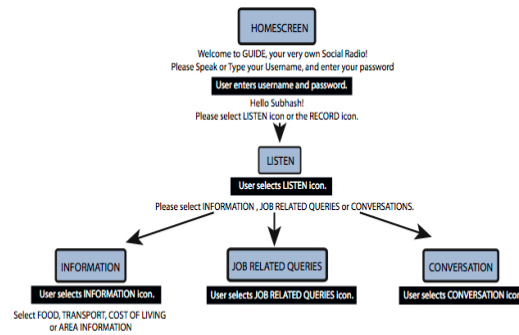 HOMESCREEN
Welcome to GUIDE, your very own Social Radio!
Please Speak or Type your Username, and enter your password
User enters username and password.
Hello Subhash!
Please select LISTEN icon or the RECORD icon.
LISTEN
User selects LISTEN icon.
Please select INFORMATION , JOB RELATED QUERIES or CONVERSATIONS.
INFORMATION
User selects INFORMATION icon.
Select FOOD, TRANSPORT, COST OF LIVING
or AREA INFORMATION
JOB RELATED QUERIES
User selects JOB RELATED QUERIES icon.
CONVERSATION
User selects CONVERSATION icon.